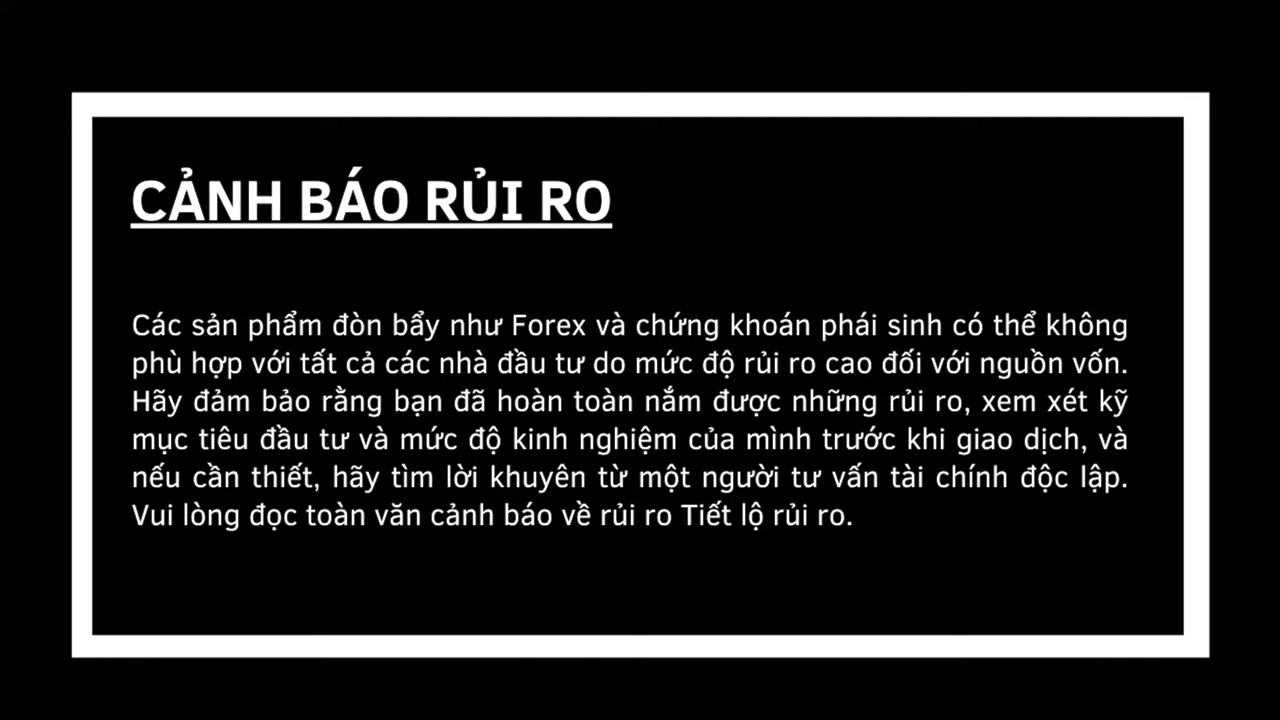 CẢNH BÁO RỦI RO
Các sản phẩm đòn bẩy như Forex và chứng khoán phái sinh có thể không
phù hợp với tất cả các nhà đầu tư do mức độ rủi ro cao đối với nguồn vốn.
Hãy đảm bảo rằng bạn đã hoàn toàn nắm được những rủi ro, xem xét kỹ
mục tiêu đầu tư và mức độ kinh nghiệm của mình trước khi giao dịch, và
nếu cần thiết, hãy tìm lời khuyên từ một người tư vấn tài chính độc lập.
Vui lòng đọc toàn văn cảnh báo về rủi ro Tiết lộ rủi ro.